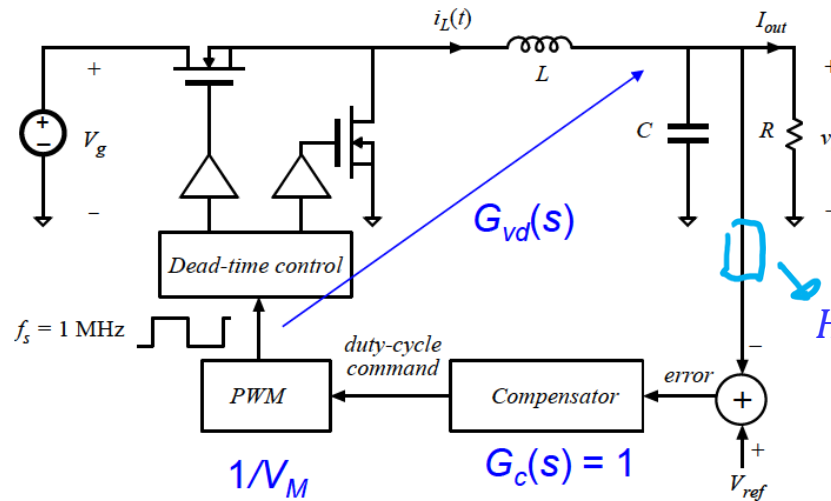 i_L(t)
I_out
+
L
+
+
−
V_g
C
R
v
−
−
G_vd(s)
Dead-time control
f_s = 1 MHz
duty-cycle
command
−
error
PWM
Compensator
+
1/V_M
G_c(s) = 1
+
V_ref